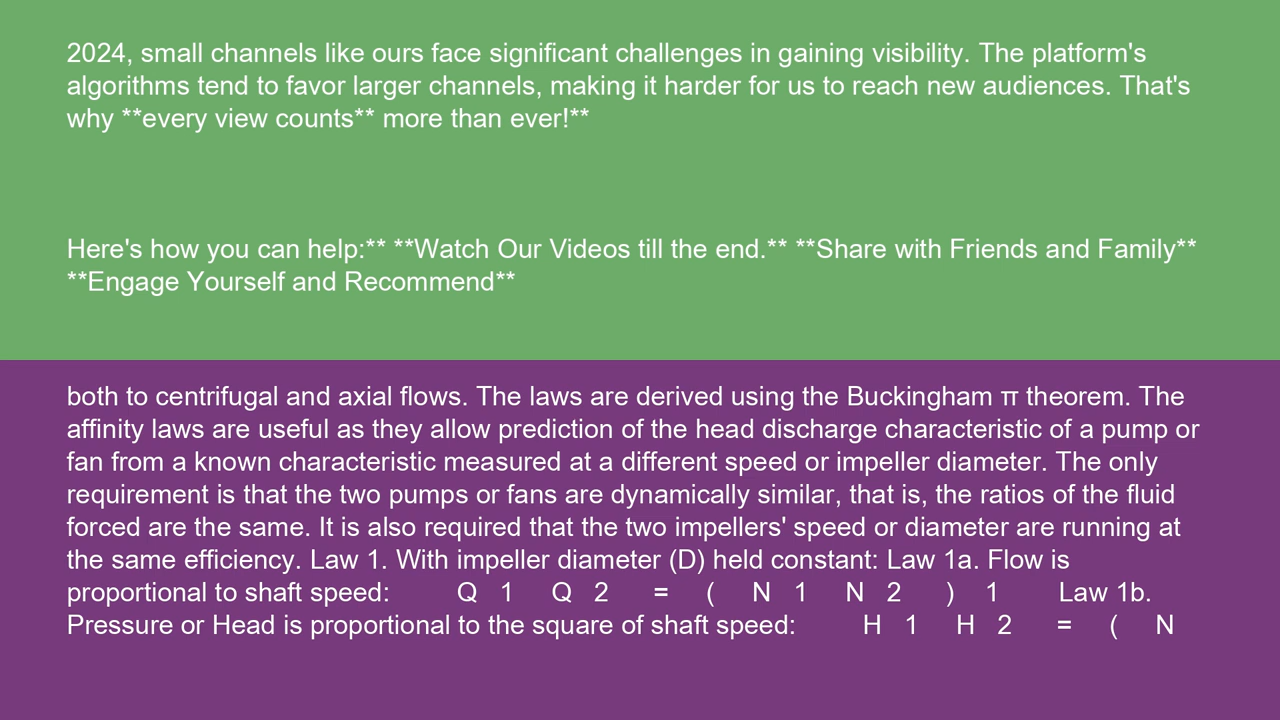 2024, small channels like ours face significant challenges in gaining visibility. The platform's
algorithms tend to favor larger channels, making it harder for us to reach new audiences. That's
why **every view counts** more than ever!**
Here's how you can help:** **Watch Our Videos till the end.** **Share with Friends and Family**
**Engage Yourself and Recommend**
both to centrifugal and axial flows. The laws are derived using the Buckingham π theorem. The
affinity laws are useful as they allow prediction of the head discharge characteristic of a pump or
fan from a known characteristic measured at a different speed or impeller diameter. The only
requirement is that the two pumps or fans are dynamically similar, that is, the ratios of the fluid
forced are the same. It is also required that the two impellers' speed or diameter are running at
the same efficiency. Law 1. With impeller diameter (D) held constant: Law 1a. Flow is
proportional to shaft speed: Q 1 Q 2 = ( N 1 N 2 ) 1 Law 1b.
Pressure or Head is proportional to the square of shaft speed: H 1 H 2 = ( N